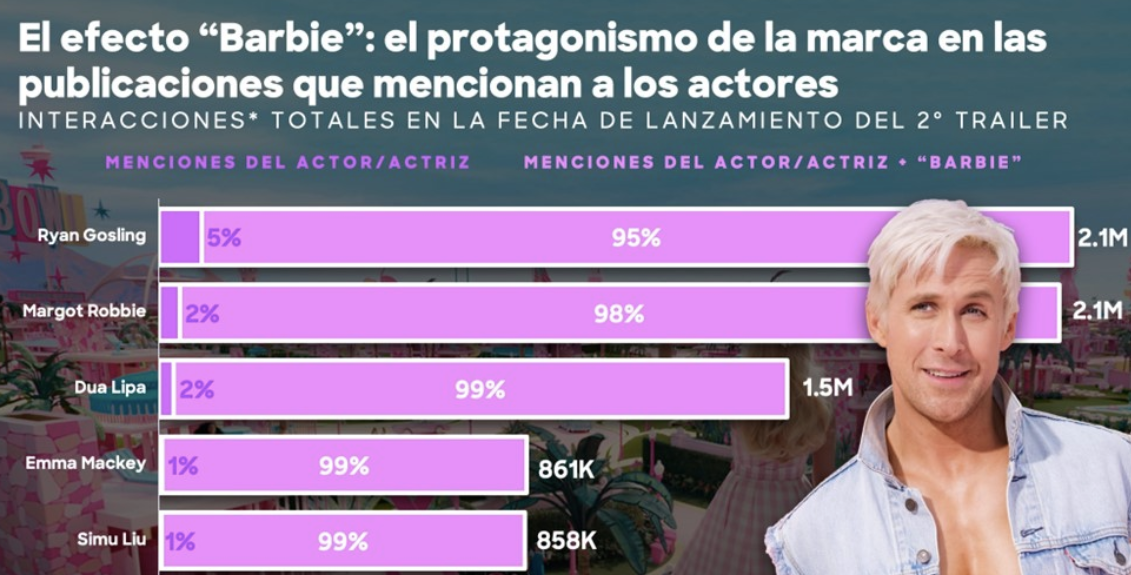 El efecto “Barbie”: el protagonismo de la marca en las
publicaciones que mencionan a los actores
INTERACCIONES* TOTALES EN LA FECHA DE LANZAMIENTO DEL 2º TRAILER
MENCIONES DEL ACTOR/ACTRIZ MENCIONES DEL ACTOR/ACTRIZ + “BARBIE”
Ryan Gosling 5% 95% 2.1M
Margot Robbie 2% 98% 2.1M
Dua Lipa 2% 99% 1.5M
Emma Mackey 1% 99% 861K
Simu Liu 1% 99% 858K